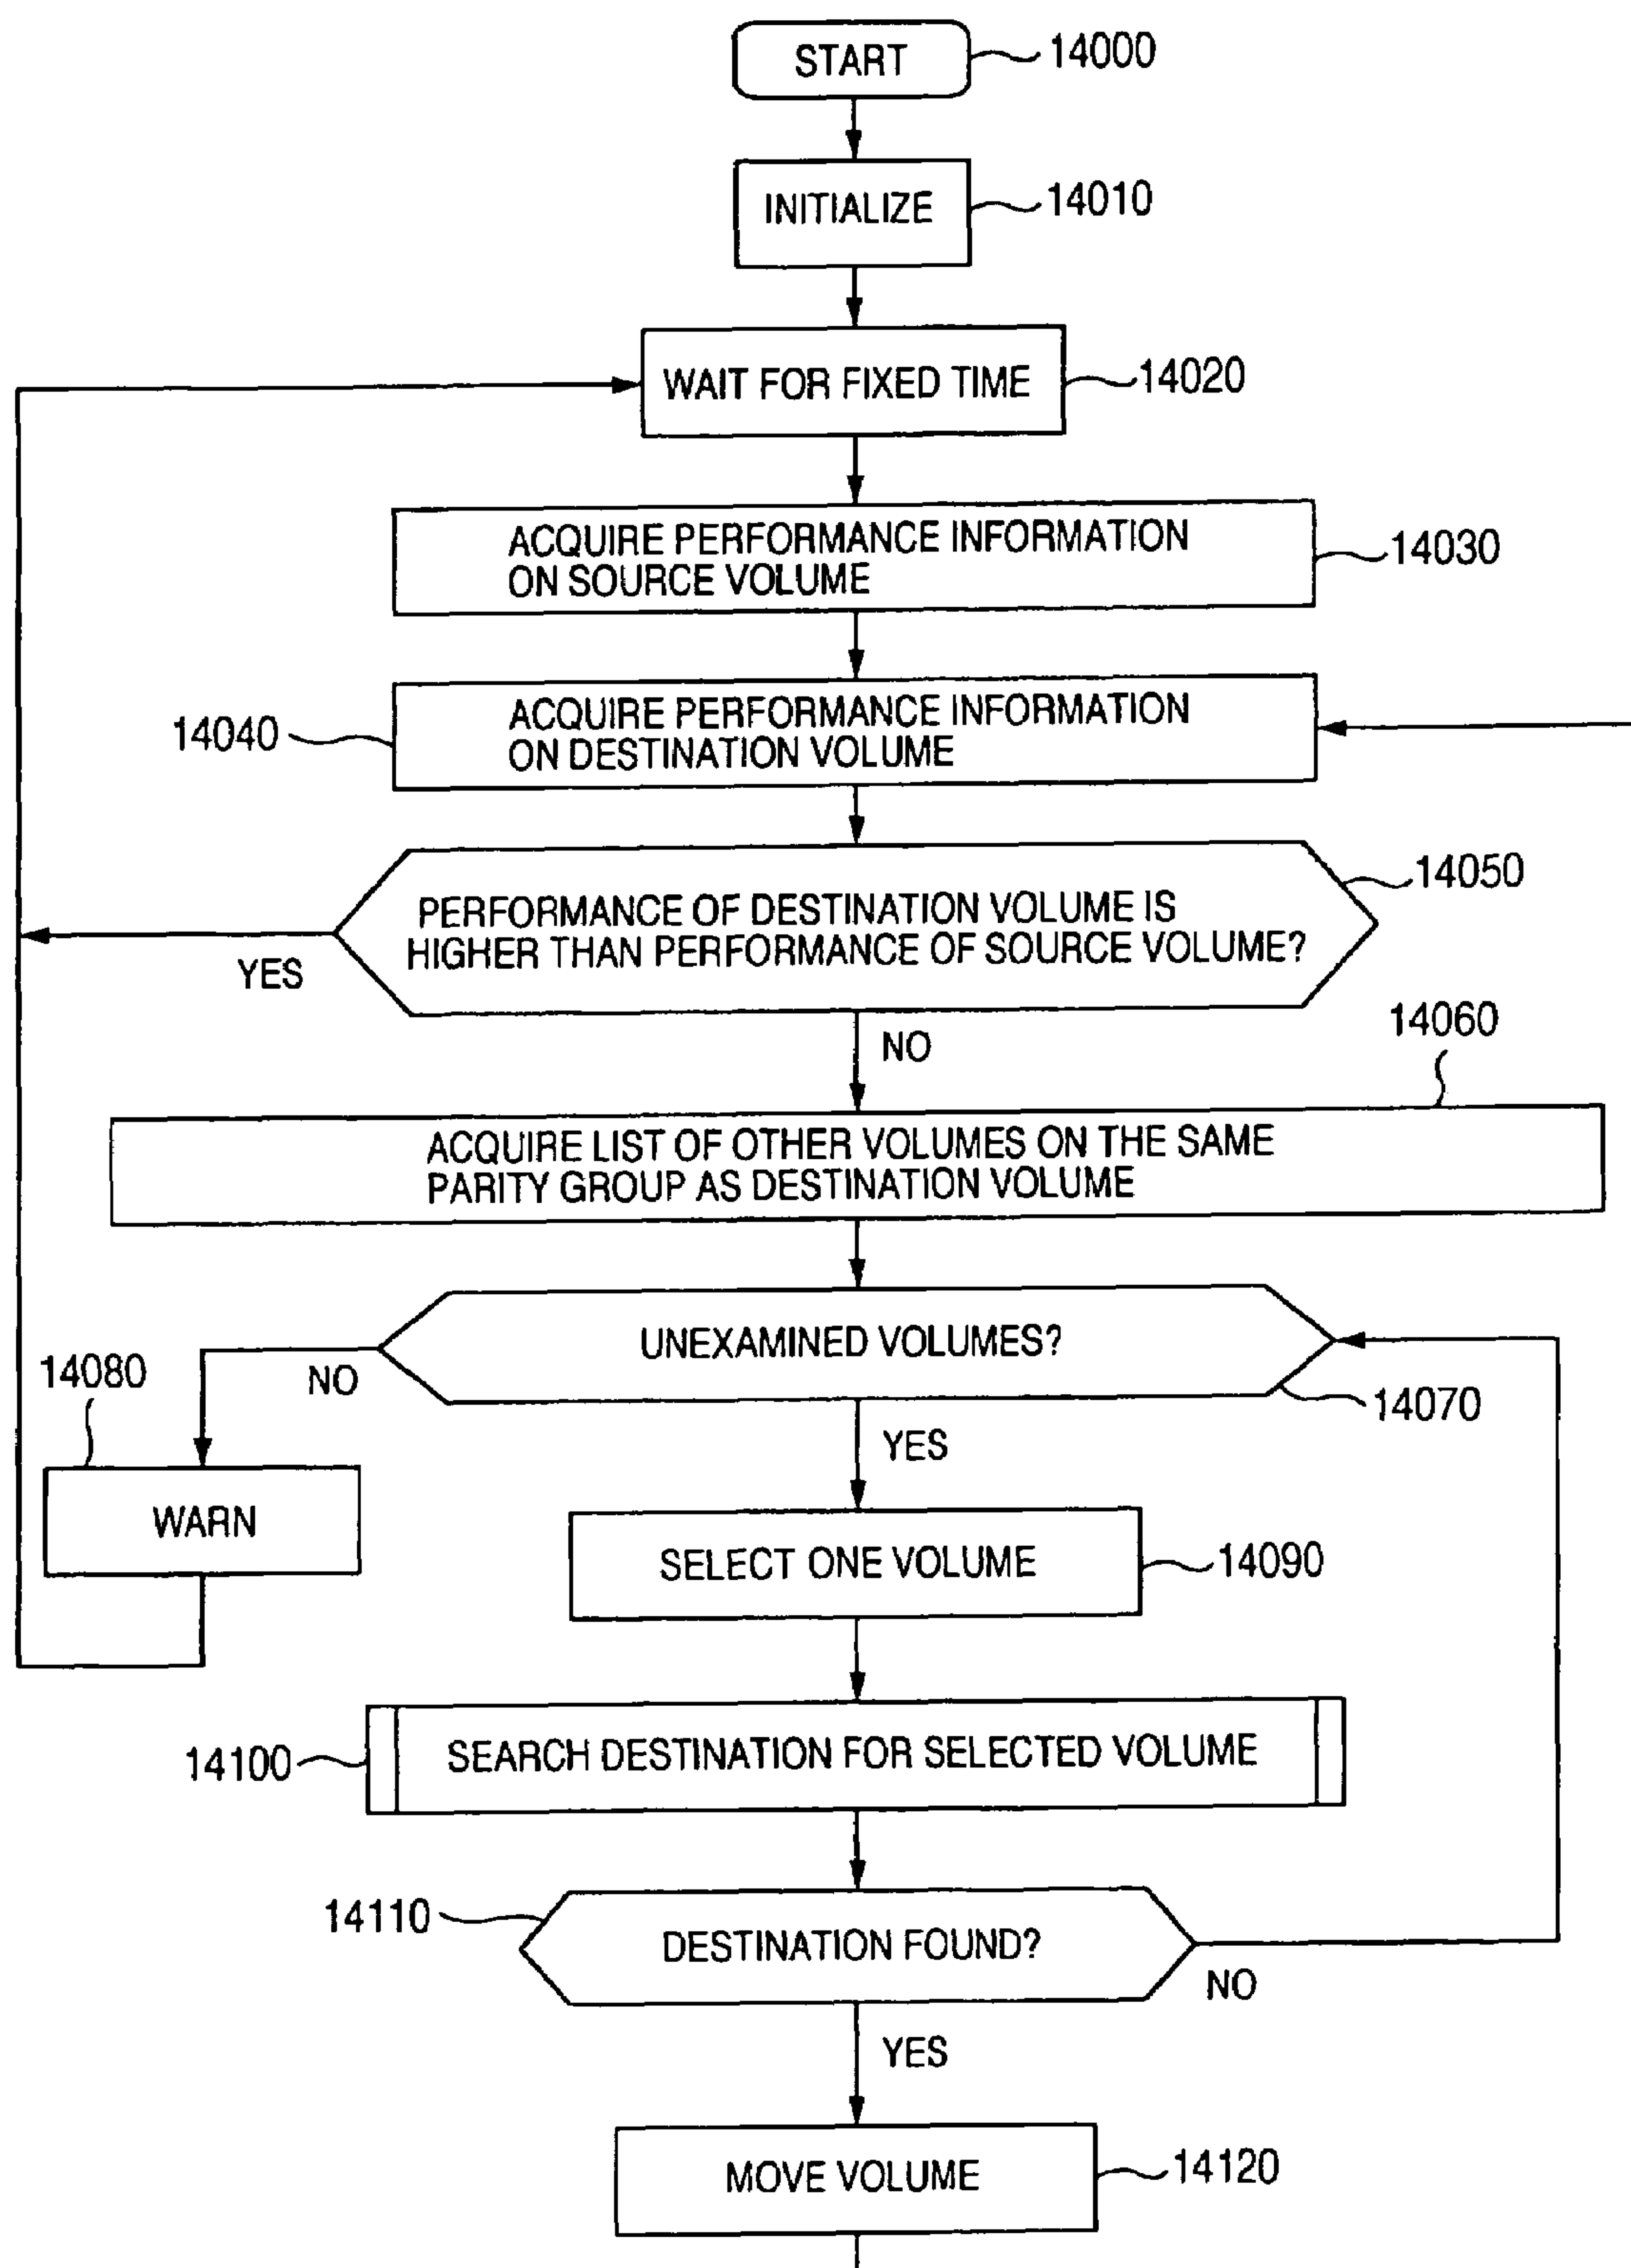 START
14000
INITIALIZE
14010
WAIT FOR FIXED TIME
14020
ACQUIRE PERFORMANCE INFORMATION
ON SOURCE VOLUME
14030
14040
ACQUIRE PERFORMANCE INFORMATION
ON DESTINATION VOLUME
14050
PERFORMANCE OF DESTINATION VOLUME IS
HIGHER THAN PERFORMANCE OF SOURCE VOLUME?
YES
NO
14060
ACQUIRE LIST OF OTHER VOLUMES ON THE SAME
PARITY GROUP AS DESTINATION VOLUME
UNEXAMINED VOLUMES?
14080
NO
14070
YES
WARN
SELECT ONE VOLUME
14090
14100
SEARCH DESTINATION FOR SELECTED VOLUME
14110
DESTINATION FOUND?
NO
YES
MOVE VOLUME
14120